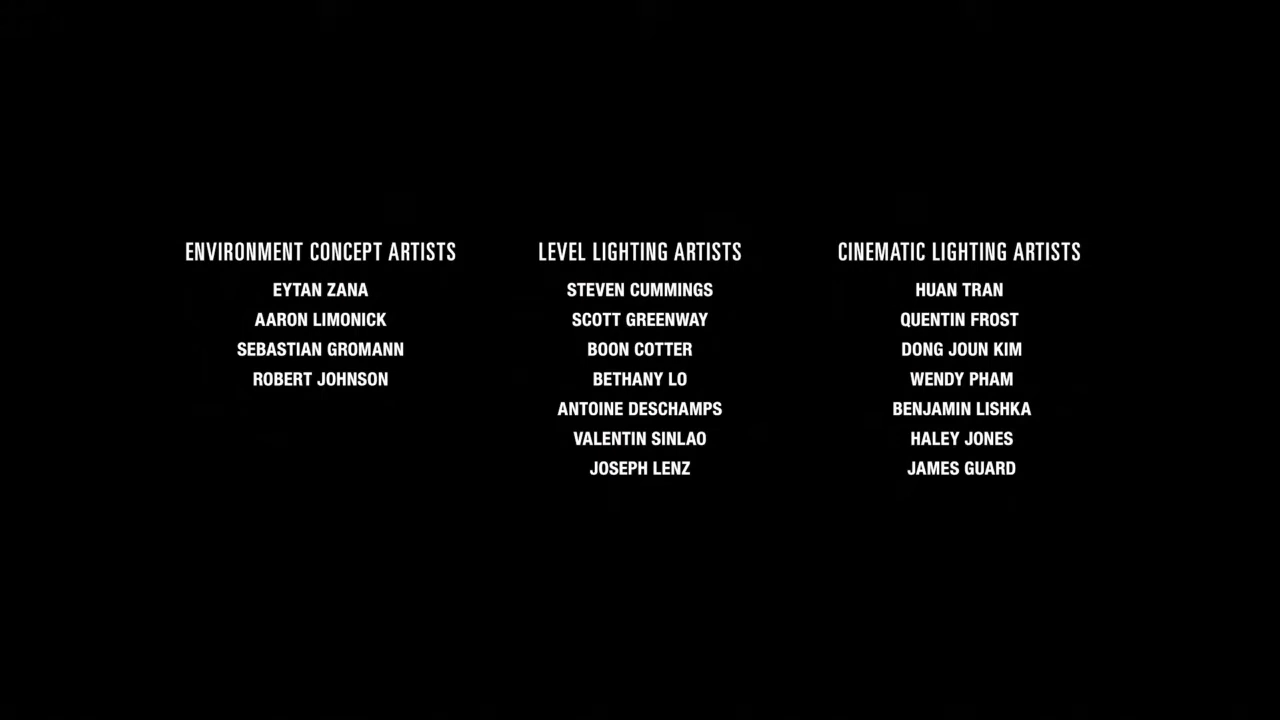 ENVIRONMENT CONCEPT ARTISTS
EYTAN ZANA
AARON LIMONICK
SEBASTIAN GROMANN
ROBERT JOHNSON
LEVEL LIGHTING ARTISTS
STEVEN CUMMINGS
SCOTT GREENWAY
BOON COTTER
BETHANY LO
ANTOINE DESCHAMPS
VALENTIN SINLAO
JOSEPH LENZ
CINEMATIC LIGHTING ARTISTS
HUAN TRAN
QUENTIN FROST
DONG JOUN KIM
WENDY PHAM
BENJAMIN LISHKA
HALEY JONES
JAMES GUARD